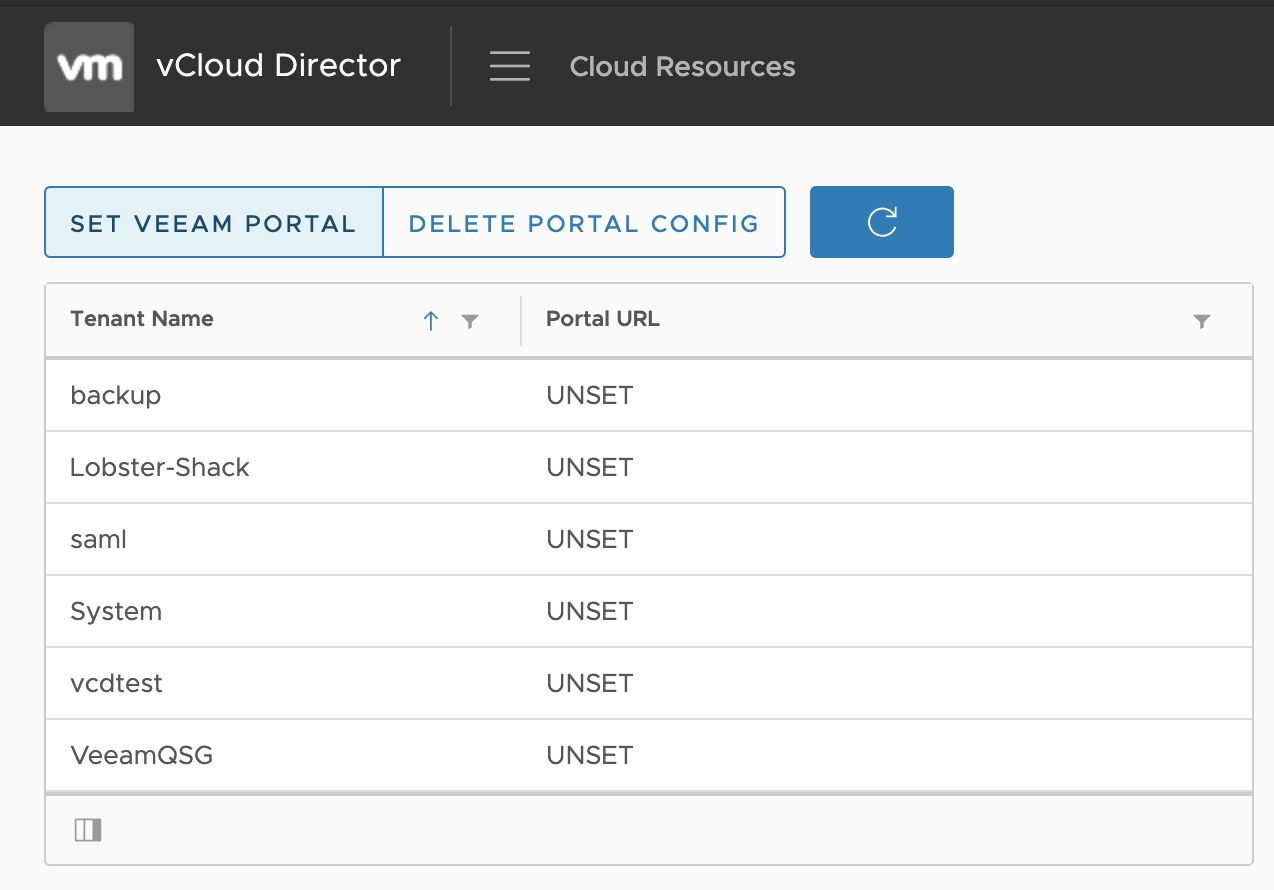 vm vCloud Director Cloud Resources
SET VEEAM PORTAL DELETE PORTAL CONFIG
Tenant Name Portal URL
backup UNSET
Lobster-Shack UNSET
saml UNSET
System UNSET
vcdtest UNSET
VeeamQSG UNSET